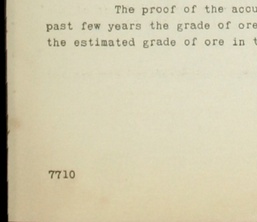 The proof of the accu
past few years the grade of ore
the estimated grade of ore in t
7710